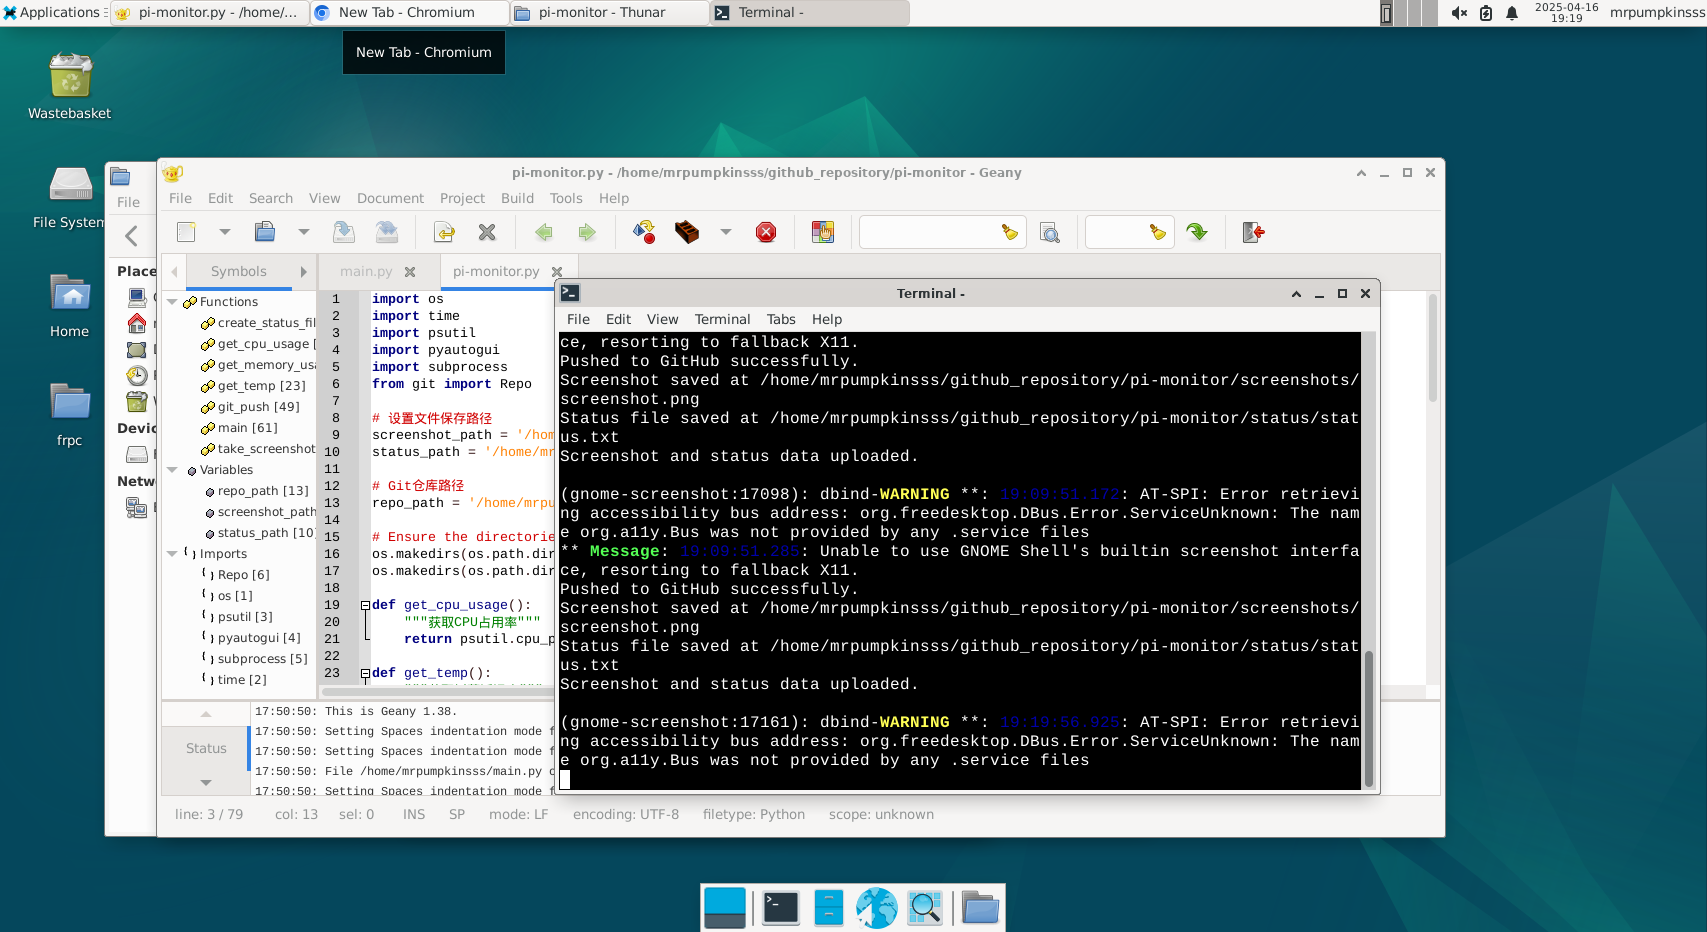 Applications
pi-monitor.py - /home/...
New Tab - Chromium
pi-monitor - Thunar
Terminal -
2025-04-16
19:19
mrpumpkinsss
New Tab - Chromium
Wastebasket
File System
Home
frpc
File
Place
Devic
Netw
pi-monitor.py - /home/mrpumpkinsss/github_repository/pi-monitor - Geany
File Edit Search View Document Project Build Tools Help
Symbols
main.py
pi-monitor.py
Functions
create_status_fil
get_cpu_usage [
get_memory_usa
get_temp [23]
git_push [49]
main [61]
take_screenshot
Variables
repo_path [13]
screenshot_path
status_path [10]
Imports
Repo [6]
os [1]
psutil [3]
pyautogui [4]
subprocess [5]
time [2]
1 import os
2 import time
3 import psutil
4 import pyautogui
5 import subprocess
6 from git import Repo
7
8 # 设置文件保存路径
9 screenshot_path = '/hom
10 status_path = '/home/mr
11
12 # Git仓库路径
13 repo_path = '/home/mrpu
14
15 # Ensure the directorie
16 os.makedirs(os.path.dir
17 os.makedirs(os.path.dir
18
19 def get_cpu_usage():
20 """获取CPU占用率"""
21 return psutil.cpu_p
22
23 def get_temp():
Terminal -
File Edit View Terminal Tabs Help
ce, resorting to fallback X11.
Pushed to GitHub successfully.
Screenshot saved at /home/mrpumpkinsss/github_repository/pi-monitor/screenshots/
screenshot.png
Status file saved at /home/mrpumpkinsss/github_repository/pi-monitor/status/stat
us.txt
Screenshot and status data uploaded.
(gnome-screenshot:17098): dbind-WARNING **: 19:09:51.172: AT-SPI: Error retrievi
ng accessibility bus address: org.freedesktop.DBus.Error.ServiceUnknown: The nam
e org.a11y.Bus was not provided by any .service files
** Message: 19:09:51.285: Unable to use GNOME Shell's builtin screenshot interfa
ce, resorting to fallback X11.
Pushed to GitHub successfully.
Screenshot saved at /home/mrpumpkinsss/github_repository/pi-monitor/screenshots/
screenshot.png
Status file saved at /home/mrpumpkinsss/github_repository/pi-monitor/status/stat
us.txt
Screenshot and status data uploaded.
(gnome-screenshot:17161): dbind-WARNING **: 19:19:56.925: AT-SPI: Error retrievi
ng accessibility bus address: org.freedesktop.DBus.Error.ServiceUnknown: The nam
e org.a11y.Bus was not provided by any .service files
Status
17:50:50: This is Geany 1.38.
17:50:50: Setting Spaces indentation mode f
17:50:50: Setting Spaces indentation mode f
17:50:50: File /home/mrpumpkinsss/main.py o
17:50:50: Setting Spaces indentation mode f
line: 3 / 79 col: 13 sel: 0 INS SP mode: LF encoding: UTF-8 filetype: Python scope: unknown